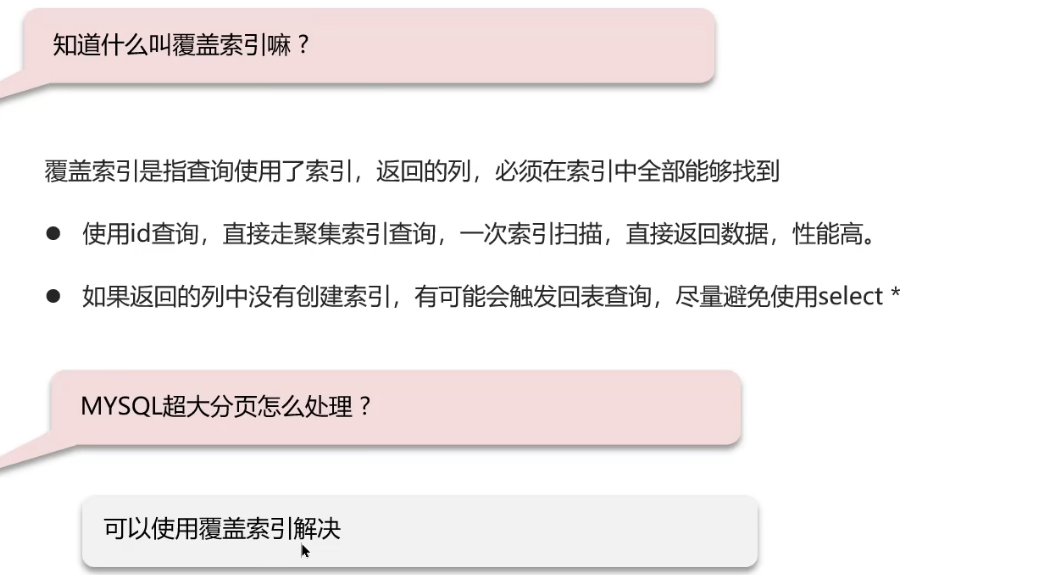 知道什么叫覆盖索引嘛？
覆盖索引是指查询使用了索引，返回的列，必须在索引中全部能够找到
● 使用id查询，直接走聚集索引查询，一次索引扫描，直接返回数据，性能高。
● 如果返回的列中没有创建索引，有可能会触发回表查询，尽量避免使用select *
MYSQL超大分页怎么处理？
可以使用覆盖索引解决